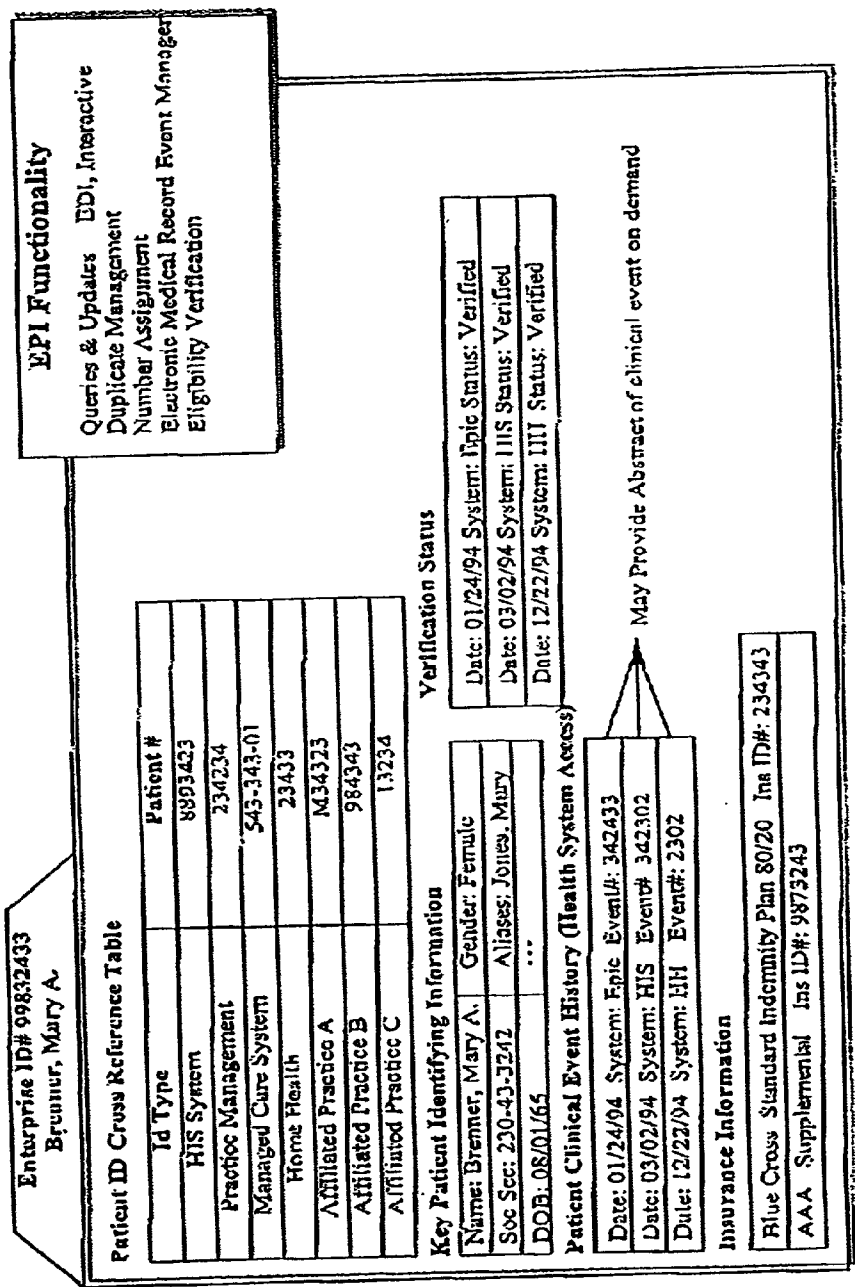 Enterprise ID# 99832433
Brenner, Mary A.
EPI Functionality
Queries & Updates EDI, Interactive
Duplicate Management
Number Assignment
Electronic Medical Record Event Manager
Eligibility Verification
Patient ID Cross Reference Table
Id Type Patient #
HIS System 8893423
Practice Management 234234
Managed Care System 543-343-01
Home Health 23433
Affiliated Practice A M34323
Affiliated Practice B 984343
Affiliated Practice C 13234
Key Patient Identifying Information
Name: Brenner, Mary A. Gender: Female
Soc Sec: 230-43-3242 Aliases: Jones, Mary
DOB: 08/01/65 ...
Verification Status
Date: 01/24/94 System: Epic Status: Verified
Date: 03/02/94 System: HIS Status: Verified
Date: 12/22/94 System: HH Status: Verified
Patient Clinical Event History (Health System Access)
Date: 01/24/94 System: Epic Event#: 342433
Date: 03/02/94 System: HIS Event# 342302
Date: 12/22/94 System: HH Event#: 2302
May Provide Abstract of clinical event on demand
Insurance Information
Blue Cross Standard Indemnity Plan 80/20 Ins ID#: 234343
AAA Supplemental Ins ID#: 9873243